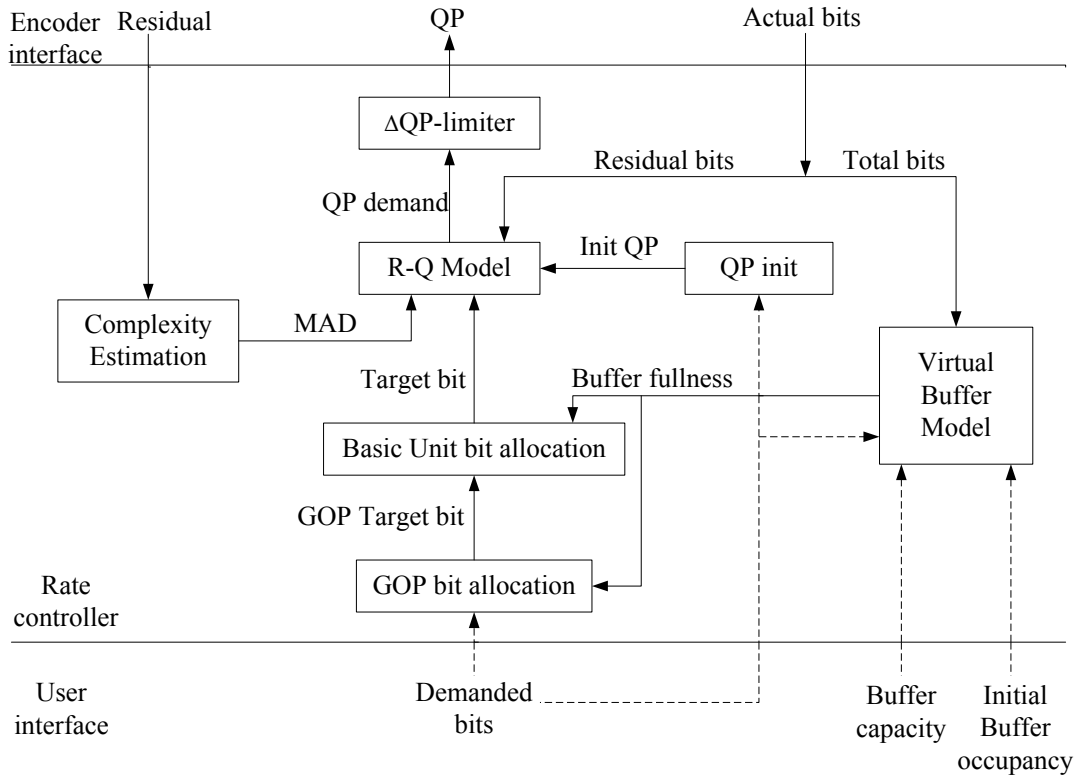 Encoder
interface
Residual
QP
Actual bits
ΔQP-limiter
Residual bits
Total bits
QP demand
Init QP
R-Q Model
QP init
Complexity
Estimation
MAD
Virtual
Buffer
Model
Target bit
Buffer fullness
Basic Unit bit allocation
GOP Target bit
GOP bit allocation
Rate
controller
User
interface
Demanded
bits
Buffer
capacity
Initial
Buffer
occupancy